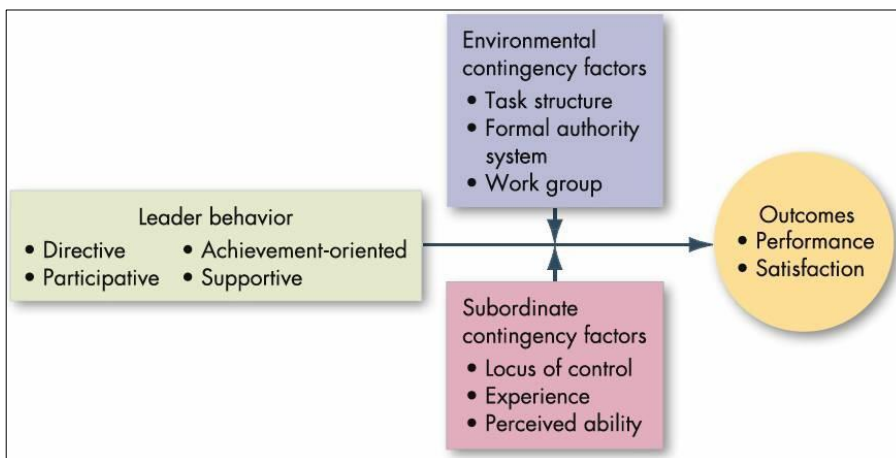 Environmental
contingency factors
• Task structure
• Formal authority
system
• Work group
Leader behavior
• Directive • Achievement-oriented
• Participative • Supportive
Outcomes
• Performance
• Satisfaction
Subordinate
contingency factors
• Locus of control
• Experience
• Perceived ability